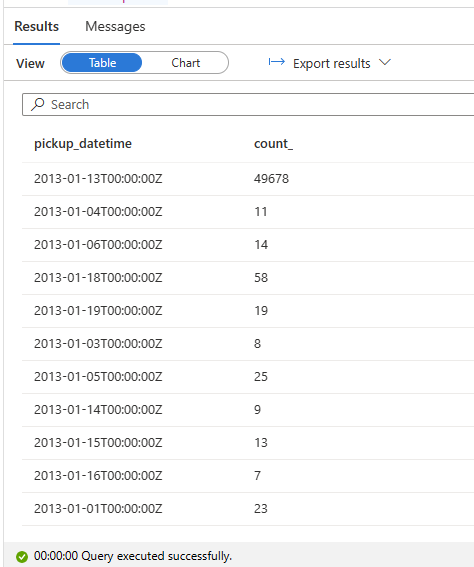 Results Messages
View Table Chart Export results
Search
pickup_datetime count_
2013-01-13T00:00:00Z 49678
2013-01-04T00:00:00Z 11
2013-01-06T00:00:00Z 14
2013-01-18T00:00:00Z 58
2013-01-19T00:00:00Z 19
2013-01-03T00:00:00Z 8
2013-01-05T00:00:00Z 25
2013-01-14T00:00:00Z 9
2013-01-15T00:00:00Z 13
2013-01-16T00:00:00Z 7
2013-01-01T00:00:00Z 23
00:00:00 Query executed successfully.